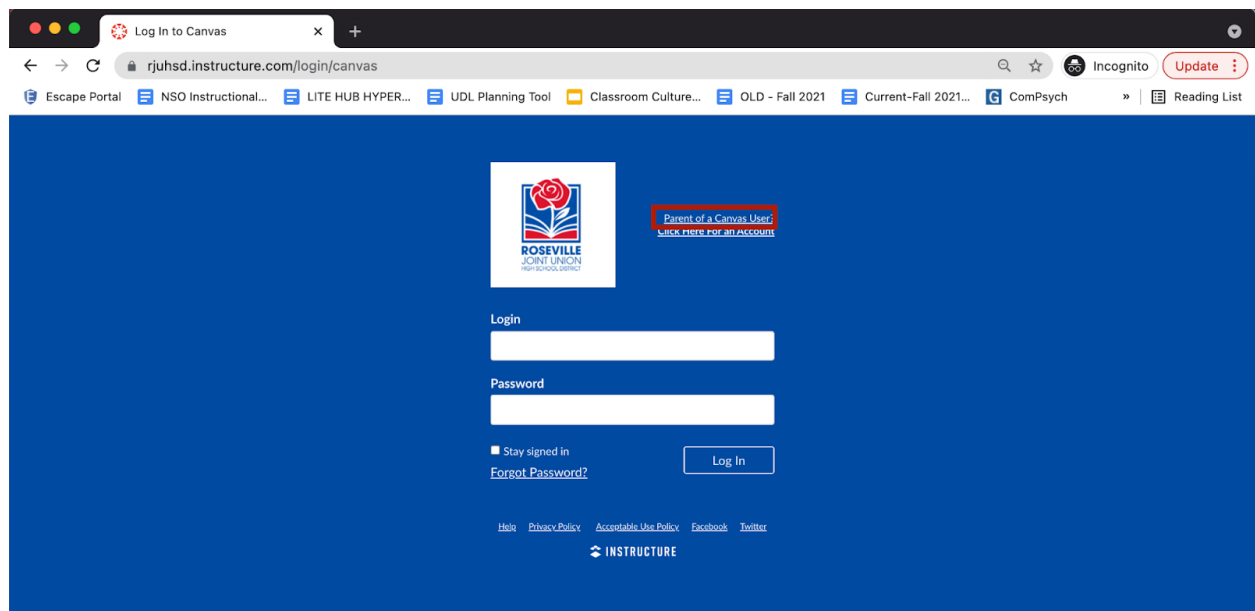 Log In to Canvas
rjuhsd.instructure.com/login/canvas
Incognito
Update
Escape Portal
NSO Instructional...
LITE HUB HYPER...
UDL Planning Tool
Classroom Culture...
OLD - Fall 2021
Current-Fall 2021...
G ComPsych
»
Reading List
ROSEVILLE
JOINT UNION
HIGH SCHOOL DISTRICT
Parent of a Canvas User?
Click Here For an Account
Login
Password
Stay signed in
Log In
Forgot Password?
Help Privacy Policy Acceptable Use Policy Facebook Twitter
INSTRUCTURE